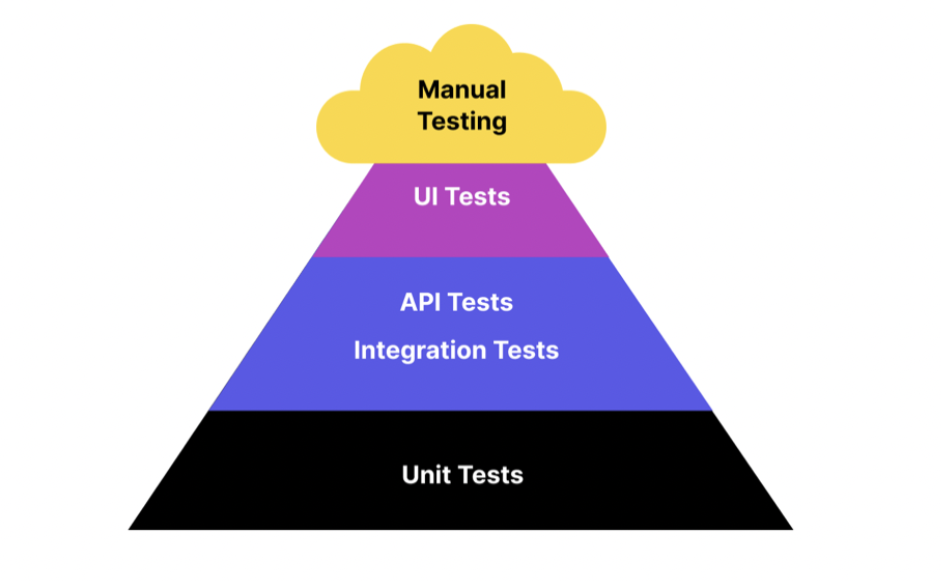 Manual
Testing
UI Tests
API Tests
Integration Tests
Unit Tests